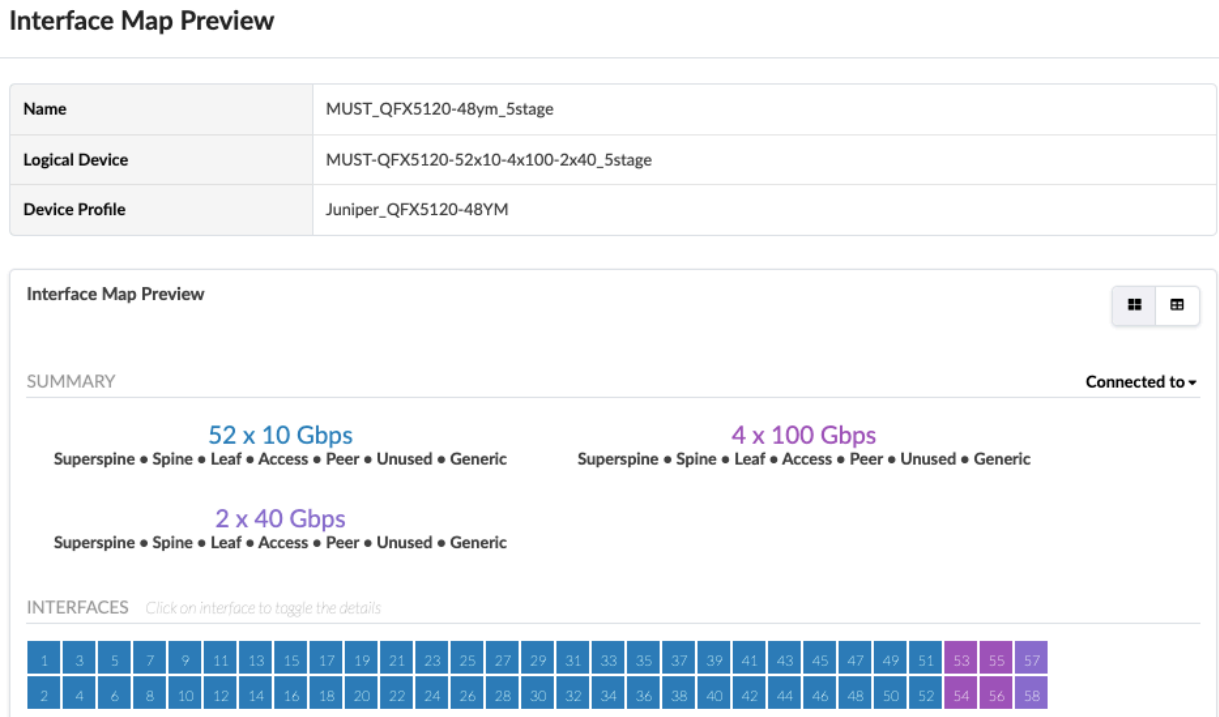 Interface Map Preview
Name MUST_QFX5120-48ym_5stage
Logical Device MUST-QFX5120-52x10-4x100-2x40_5stage
Device Profile Juniper_QFX5120-48YM
Interface Map Preview
SUMMARY Connected to
52 x 10 Gbps 4 x 100 Gbps
Superspine • Spine • Leaf • Access • Peer • Unused • Generic Superspine • Spine • Leaf • Access • Peer • Unused • Generic
2 x 40 Gbps
Superspine • Spine • Leaf • Access • Peer • Unused • Generic
INTERFACES Click on interface to toggle the details
1 3 5 7 9 11 13 15 17 19 21 23 25 27 29 31 33 35 37 39 41 43 45 47 49 51 53 55 57
2 4 6 8 10 12 14 16 18 20 22 24 26 28 30 32 34 36 38 40 42 44 46 48 50 52 54 56 58